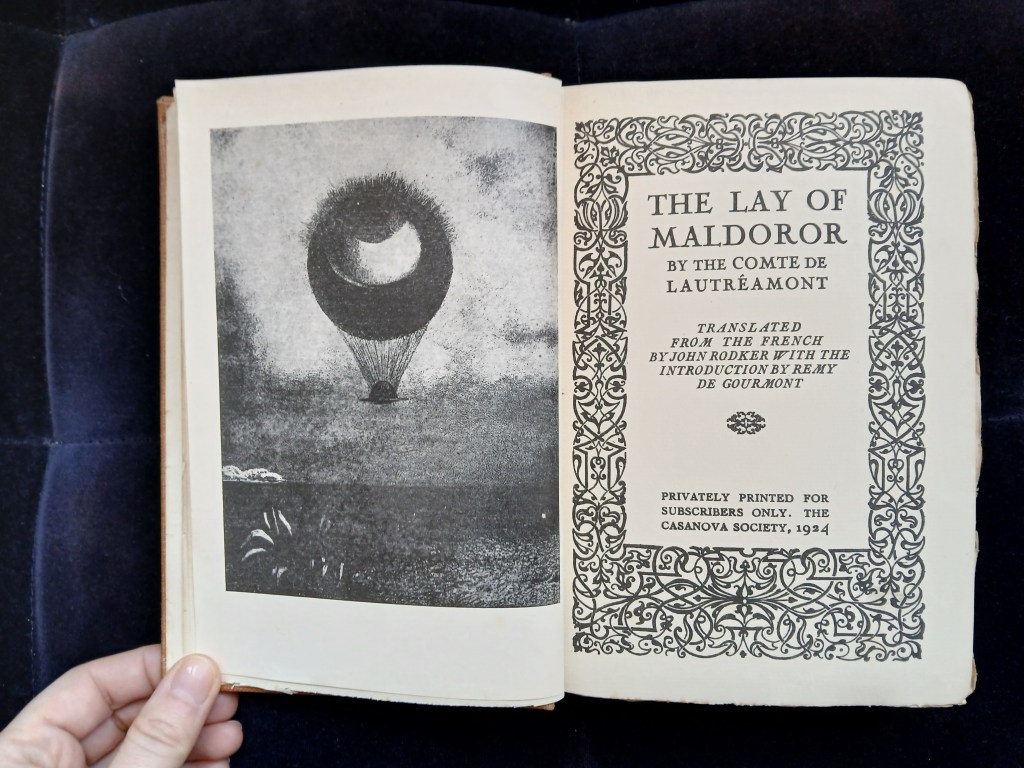 THE LAY OF
MALDOROR
BY THE COMTE DE
LAUTRÉAMONT
TRANSLATED
FROM THE FRENCH
BY JOHN RODKER WITH THE
INTRODUCTION BY REMY
DE GOURMONT
PRIVATELY PRINTED FOR
SUBSCRIBERS ONLY. THE
CASANOVA SOCIETY, 1924